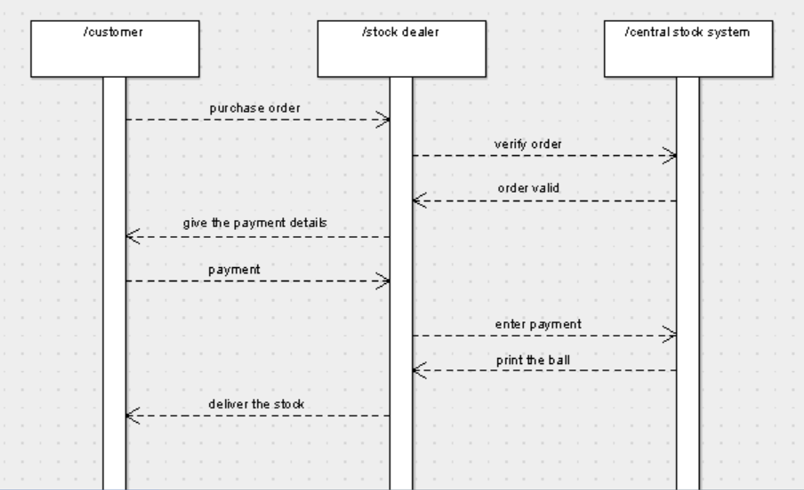 /customer
/stock dealer
/central stock system
purchase order
verify order
order valid
give the payment details
payment
enter payment
print the ball
deliver the stock